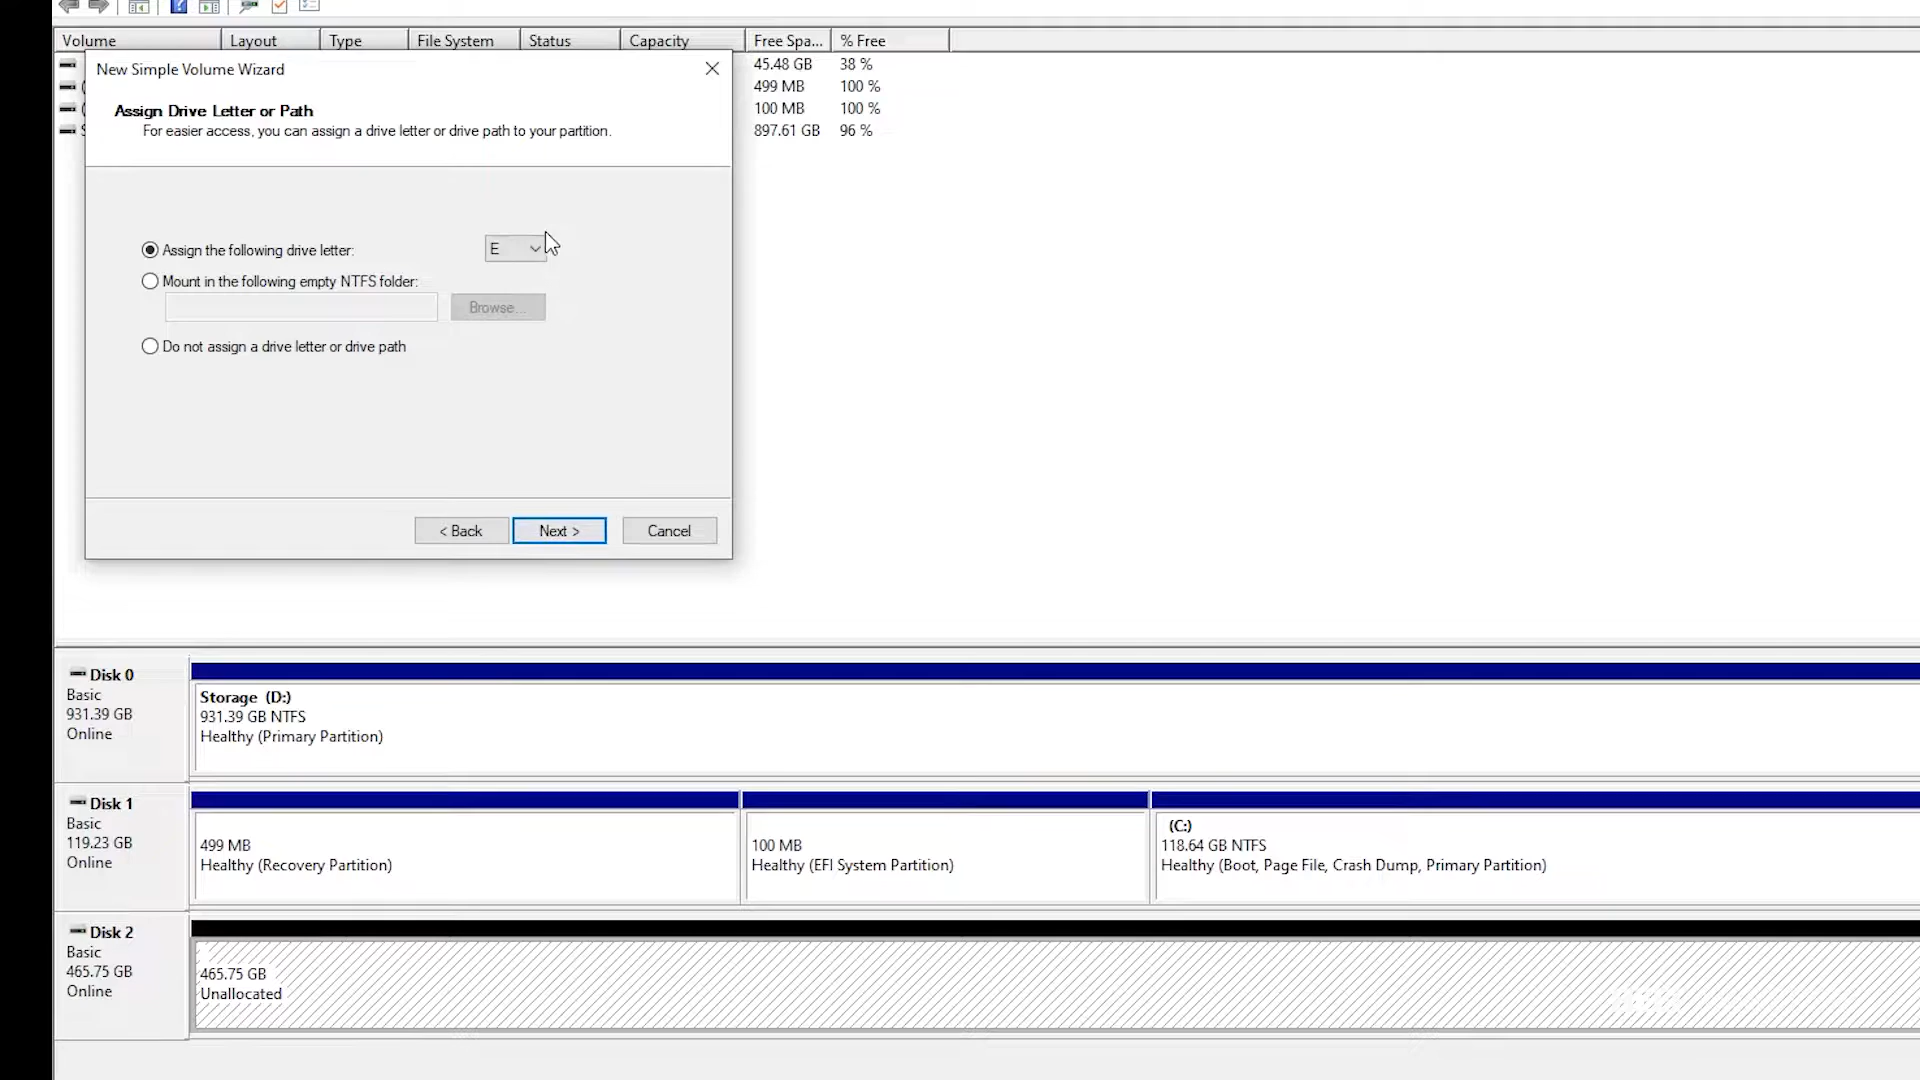 Volume Layout Type File System Status Capacity Free Spa... % Free
45.48 GB 38 %
499 MB 100 %
100 MB 100 %
897.61 GB 96 %
New Simple Volume Wizard
Assign Drive Letter or Path
For easier access, you can assign a drive letter or drive path to your partition.
Assign the following drive letter: E
Mount in the following empty NTFS folder:
Browse...
Do not assign a drive letter or drive path
< Back Next > Cancel
Disk 0
Basic
931.39 GB
Online
Storage (D:)
931.39 GB NTFS
Healthy (Primary Partition)
Disk 1
Basic
119.23 GB
Online
499 MB
Healthy (Recovery Partition)
100 MB
Healthy (EFI System Partition)
(C:)
118.64 GB NTFS
Healthy (Boot, Page File, Crash Dump, Primary Partition)
Disk 2
Basic
465.75 GB
Online
465.75 GB
Unallocated